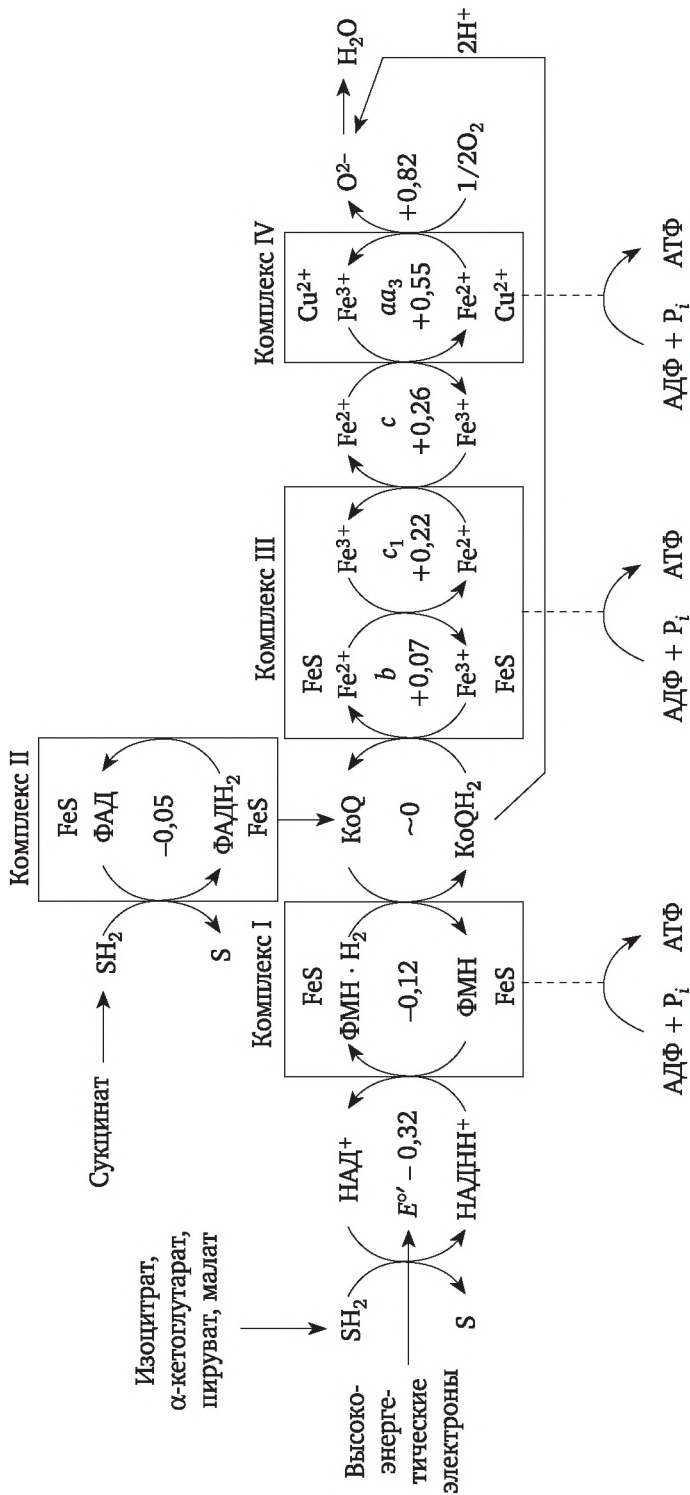 Изоцитрат,
α-кетоглутарат,
пируват, малат
Высоко-
энерге-
тические
электроны
SH₂
S
E°′ − 0,32
НАД⁺
НАДНН⁺
Сукцинат
SH₂
S
Комплекс II
FeS
ФАД
−0,05
ФАДН₂
FeS
Комплекс I
FeS
ФМН · Н₂
−0,12
ФМН
FeS
АДФ + Pᵢ АТФ
КоQ
~0
КоQН₂
Комплекс III
FeS
Fe²⁺
b
+0,07
Fe³⁺
FeS
Fe³⁺
c₁
+0,22
Fe²⁺
АДФ + Pᵢ АТФ
Fe²⁺
c
+0,26
Fe³⁺
Комплекс IV
Cu²⁺
Fe³⁺
aa₃
+0,55
Fe²⁺
Cu²⁺
АДФ + Pᵢ АТФ
O²⁻
H₂O
+0,82
1/2O₂
2H⁺